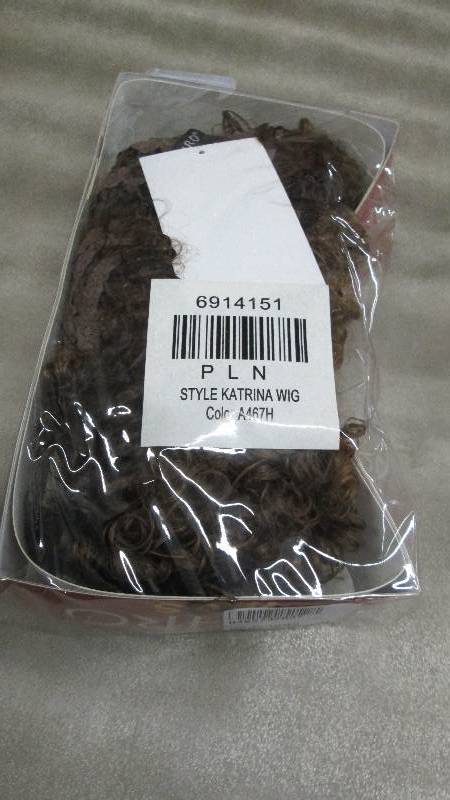 6914151
P L N
STYLE KATRINA WIG
Color A467H